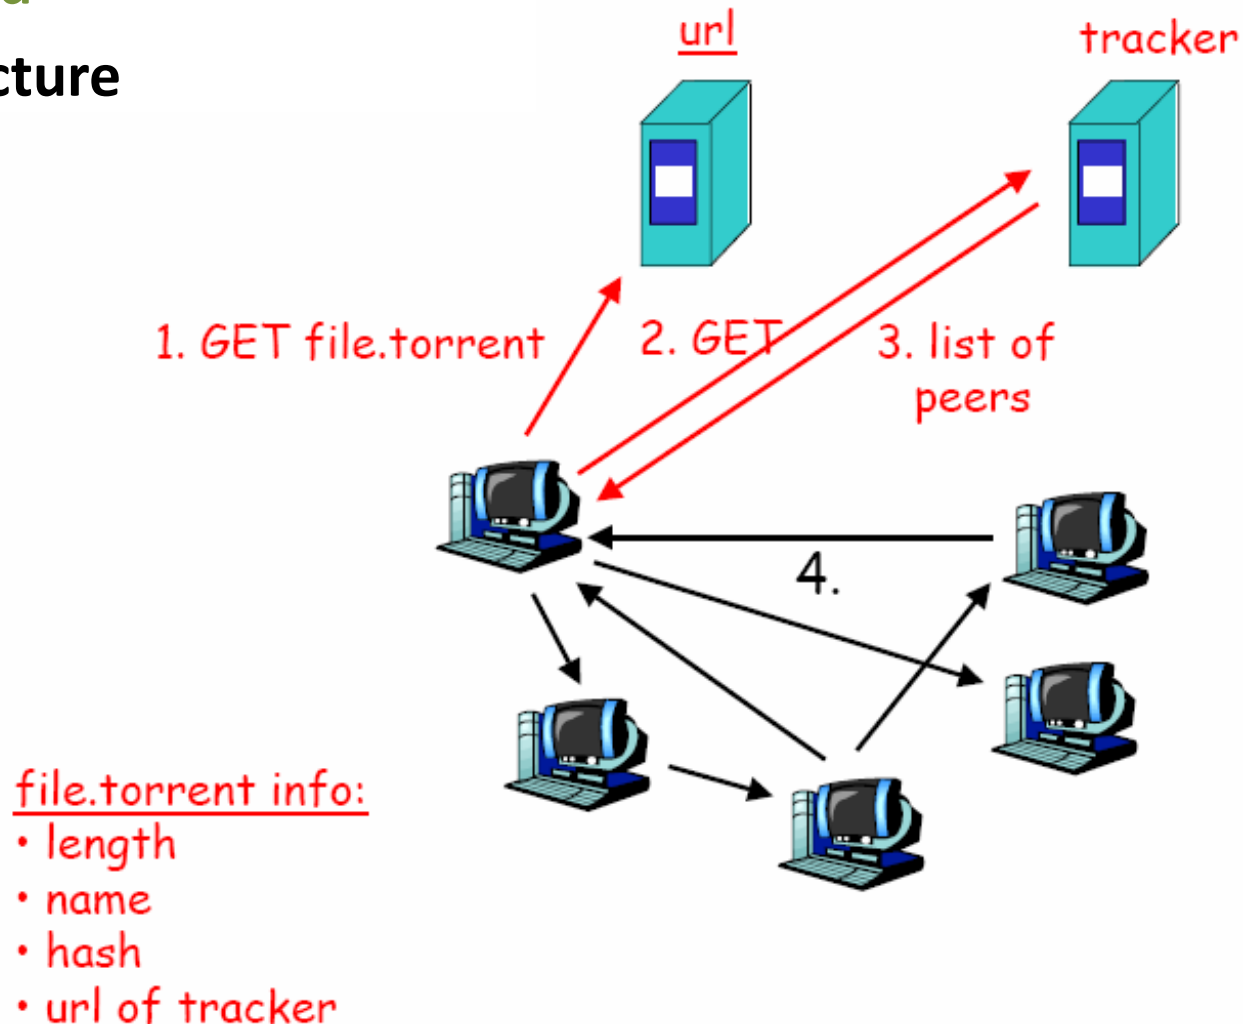 cture
url
tracker
1. GET file.torrent
2. GET
3. list of
peers
4.
file.torrent info:
• length
• name
• hash
• url of tracker